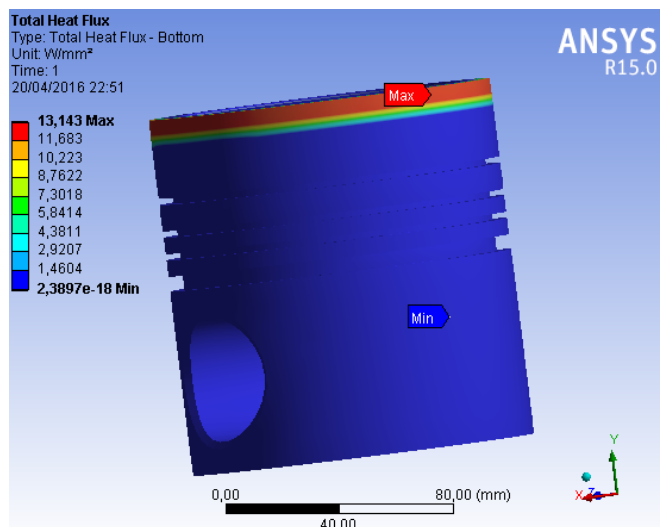 Total Heat Flux
Type: Total Heat Flux - Bottom
Unit: W/mm²
Time: 1
20/04/2016 22:51
ANSYS
R15.0
13,143 Max
11,683
10,223
8,7622
7,3018
5,8414
4,3811
2,9207
1,4604
2,3897e-18 Min
Max
Min
0,00
80,00 (mm)
40,00
Y
X
Z